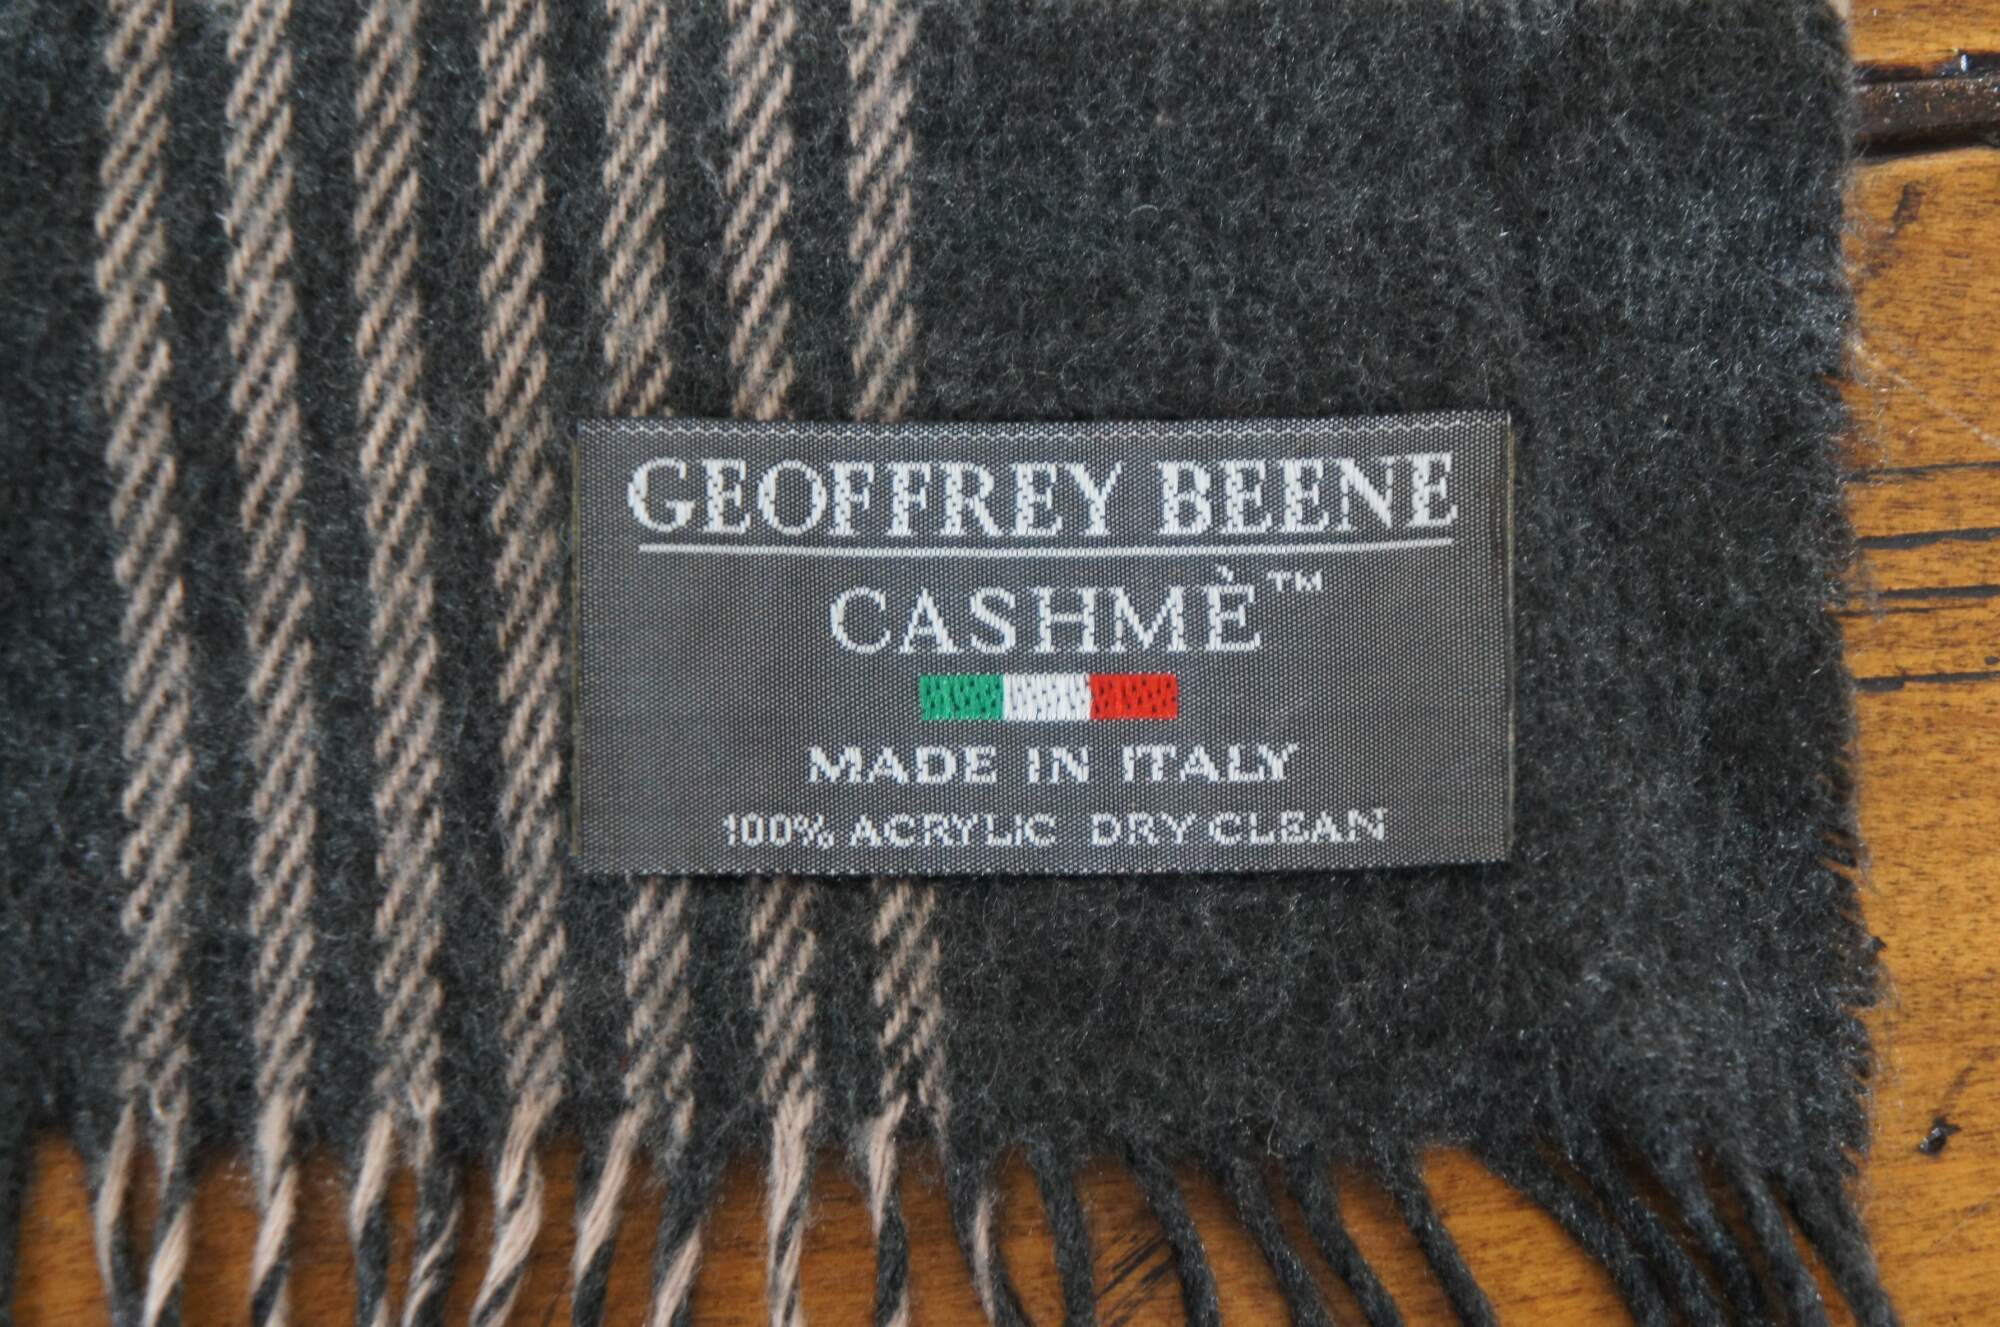 GEOFFREY BEENE
CASHMÈ™
MADE IN ITALY
100% ACRYLIC DRY CLEAN